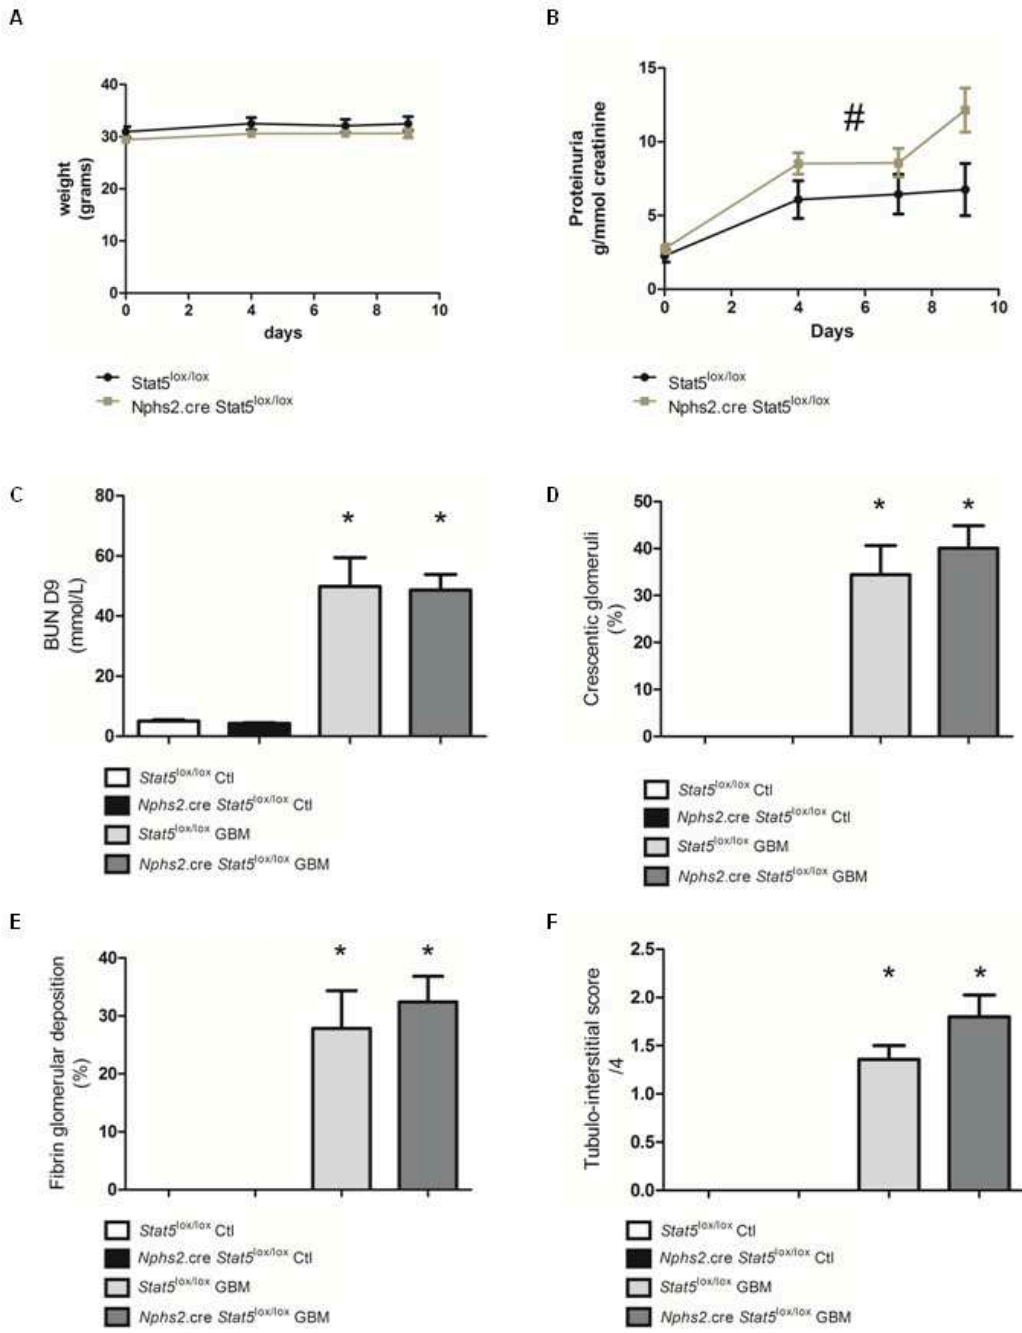 A
weight
(grams)
40
30
20
10
0
0 2 4 6 8 10
days
Stat5lox/lox
Nphs2.cre Stat5lox/lox
B
Proteinuria
g/mmol creatinine
15
10
5
0
#
0 2 4 6 8 10
Days
Stat5lox/lox
Nphs2.cre Stat5lox/lox
C
BUN D9
(mmol/L)
80
60
40
20
0
* *
Stat5lox/lox Ctl
Nphs2.cre Stat5lox/lox Ctl
Stat5lox/lox GBM
Nphs2.cre Stat5lox/lox GBM
D
Crescentic glomeruli
(%)
50
40
30
20
10
0
* *
Stat5lox/lox Ctl
Nphs2.cre Stat5lox/lox Ctl
Stat5lox/lox GBM
Nphs2.cre Stat5lox/lox GBM
E
Fibrin glomerular deposition
(%)
40
30
20
10
0
* *
Stat5lox/lox Ctl
Nphs2.cre Stat5lox/lox Ctl
Stat5lox/lox GBM
Nphs2.cre Stat5lox/lox GBM
F
Tubulo-interstitial score
/4
2.5
2.0
1.5
1.0
0.5
0.0
* *
Stat5lox/lox Ctl
Nphs2.cre Stat5lox/lox Ctl
Stat5lox/lox GBM
Nphs2.cre Stat5lox/lox GBM